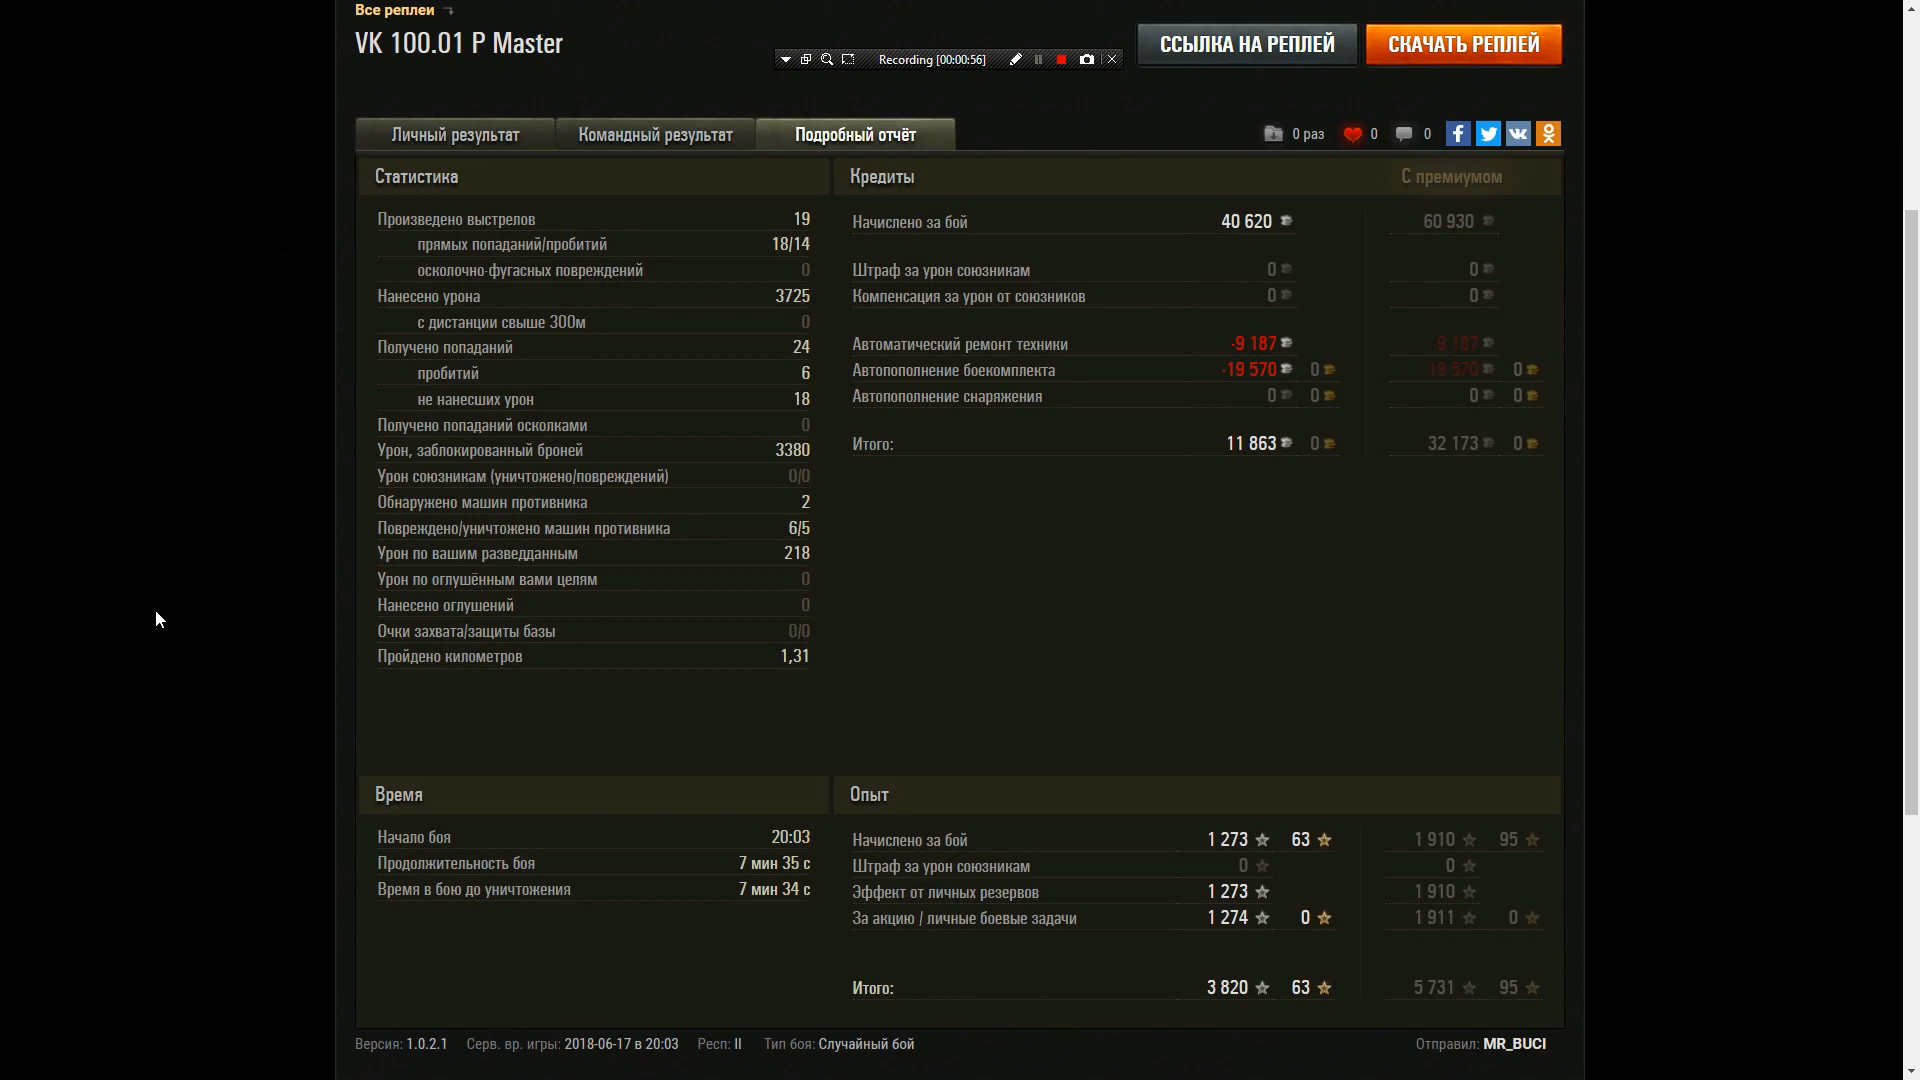 Все реплеи
VK 100.01 P Master
Recording [00:00:56]
ССЫЛКА НА РЕПЛЕЙ
СКАЧАТЬ РЕПЛЕЙ
Личный результат
Командный результат
Подробный отчёт
0 раз
0
0
Статистика
Произведено выстрелов 19
прямых попаданий/пробитий 18/14
осколочно-фугасных повреждений 0
Нанесено урона 3725
с дистанции свыше 300м 0
Получено попаданий 24
пробитий 6
не нанесших урон 18
Получено попаданий осколками 0
Урон, заблокированный броней 3380
Урон союзникам (уничтожено/повреждений) 0/0
Обнаружено машин противника 2
Повреждено/уничтожено машин противника 6/5
Урон по вашим разведданным 218
Урон по оглушённым вами целям 0
Нанесено оглушений 0
Очки захвата/защиты базы 0/0
Пройдено километров 1,31
Кредиты С премиумом
Начислено за бой 40 620 60 930
Штраф за урон союзникам 0 0
Компенсация за урон от союзников 0 0
Автоматический ремонт техники -9 187 -9 187
Автопополнение боекомплекта -19 570 0 -19 570 0
Автопополнение снаряжения 0 0 0 0
Итого: 11 863 0 32 173 0
Время
Начало боя 20:03
Продолжительность боя 7 мин 35 с
Время в бою до уничтожения 7 мин 34 с
Опыт
Начислено за бой 1 273 63 1 910 95
Штраф за урон союзникам 0 0
Эффект от личных резервов 1 273 1 910
За акцию / личные боевые задачи 1 274 0 1 911 0
Итого: 3 820 63 5 731 95
Версия: 1.0.2.1 Серв. вр. игры: 2018-06-17 в 20:03 Респ: II Тип боя: Случайный бой
Отправил: MR_BUCI